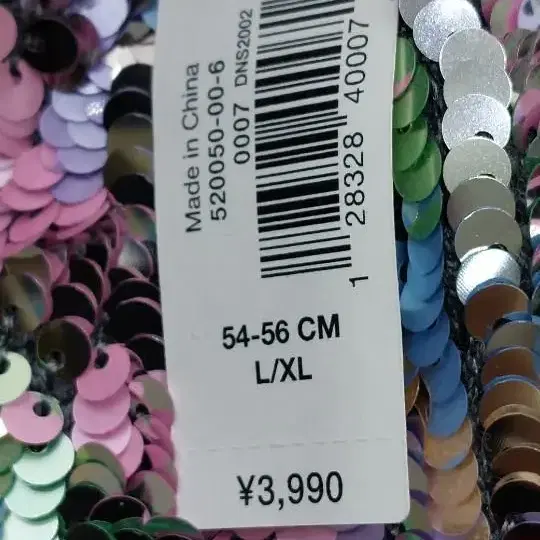 Made in China
520050-00-6
0007 DNS2002
1 28328 40007
54-56 CM
L/XL
¥3,990